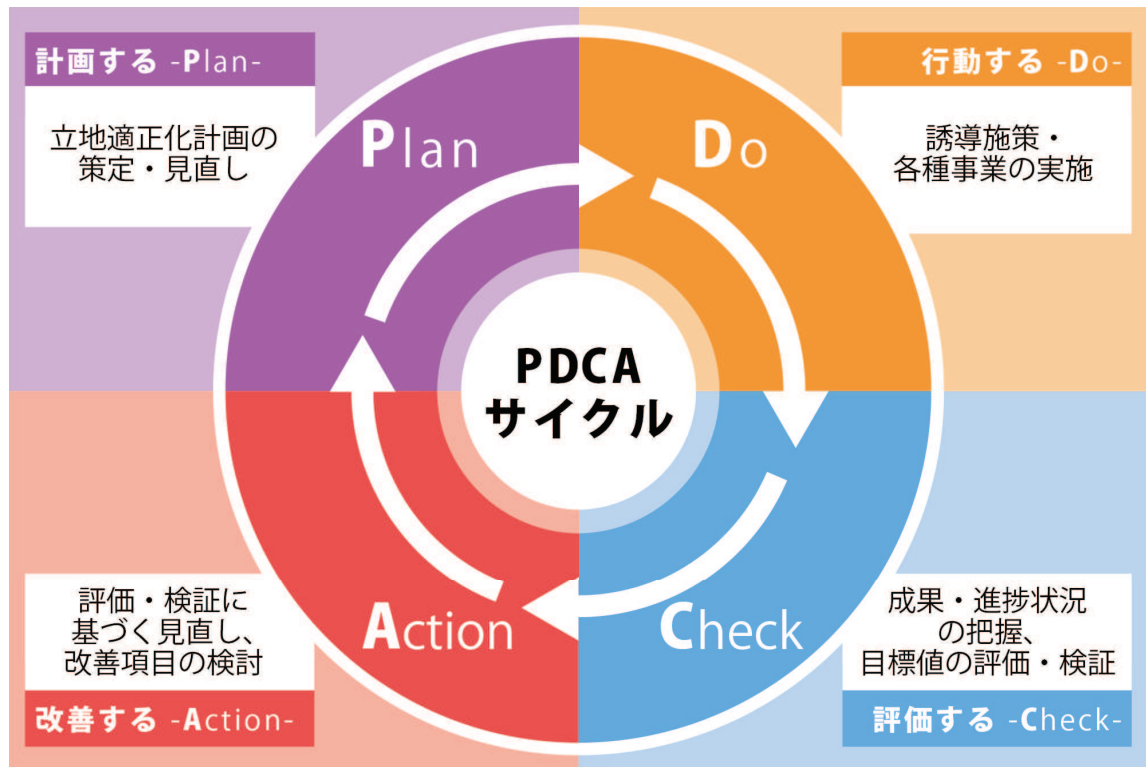 計画する -Plan-
立地適正化計画の
策定・見直し
行動する -Do-
誘導施策・
各種事業の実施
Plan
Do
PDCA
サイクル
Action
Check
評価・検証に
基づく見直し、
改善項目の検討
改善する -Action-
成果・進捗状況
の把握、
目標値の評価・検証
評価する -Check-